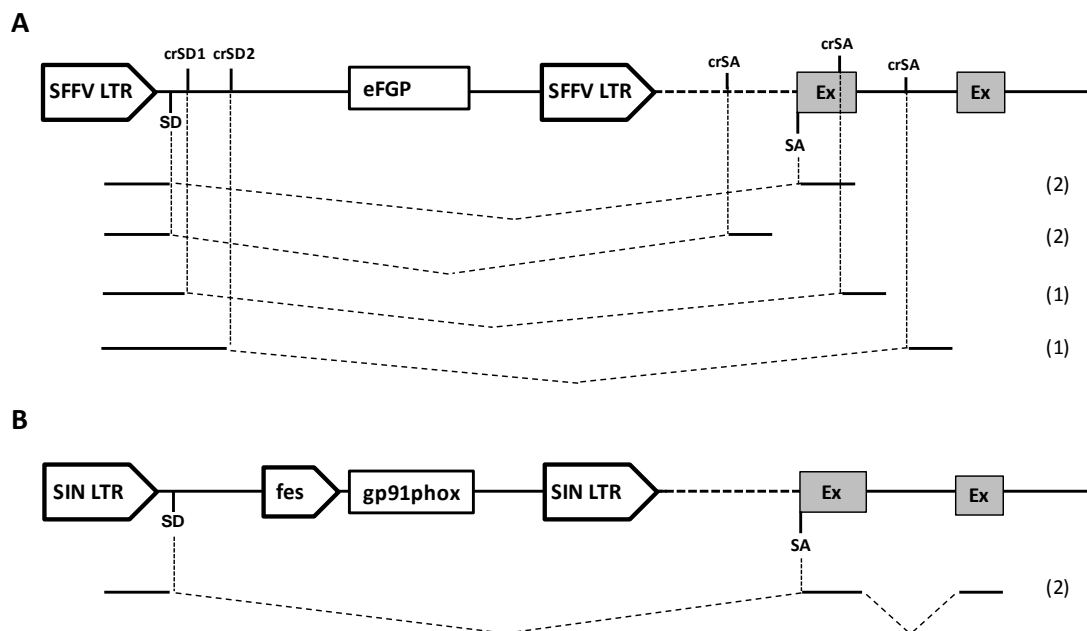 A
crSD1 crSD2 crSA crSA crSA
SFFV LTR eFGP SFFV LTR Ex Ex
SD SA
(2)
(2)
(1)
(1)
B
SIN LTR fes gp91phox SIN LTR Ex Ex
SD SA
(2)